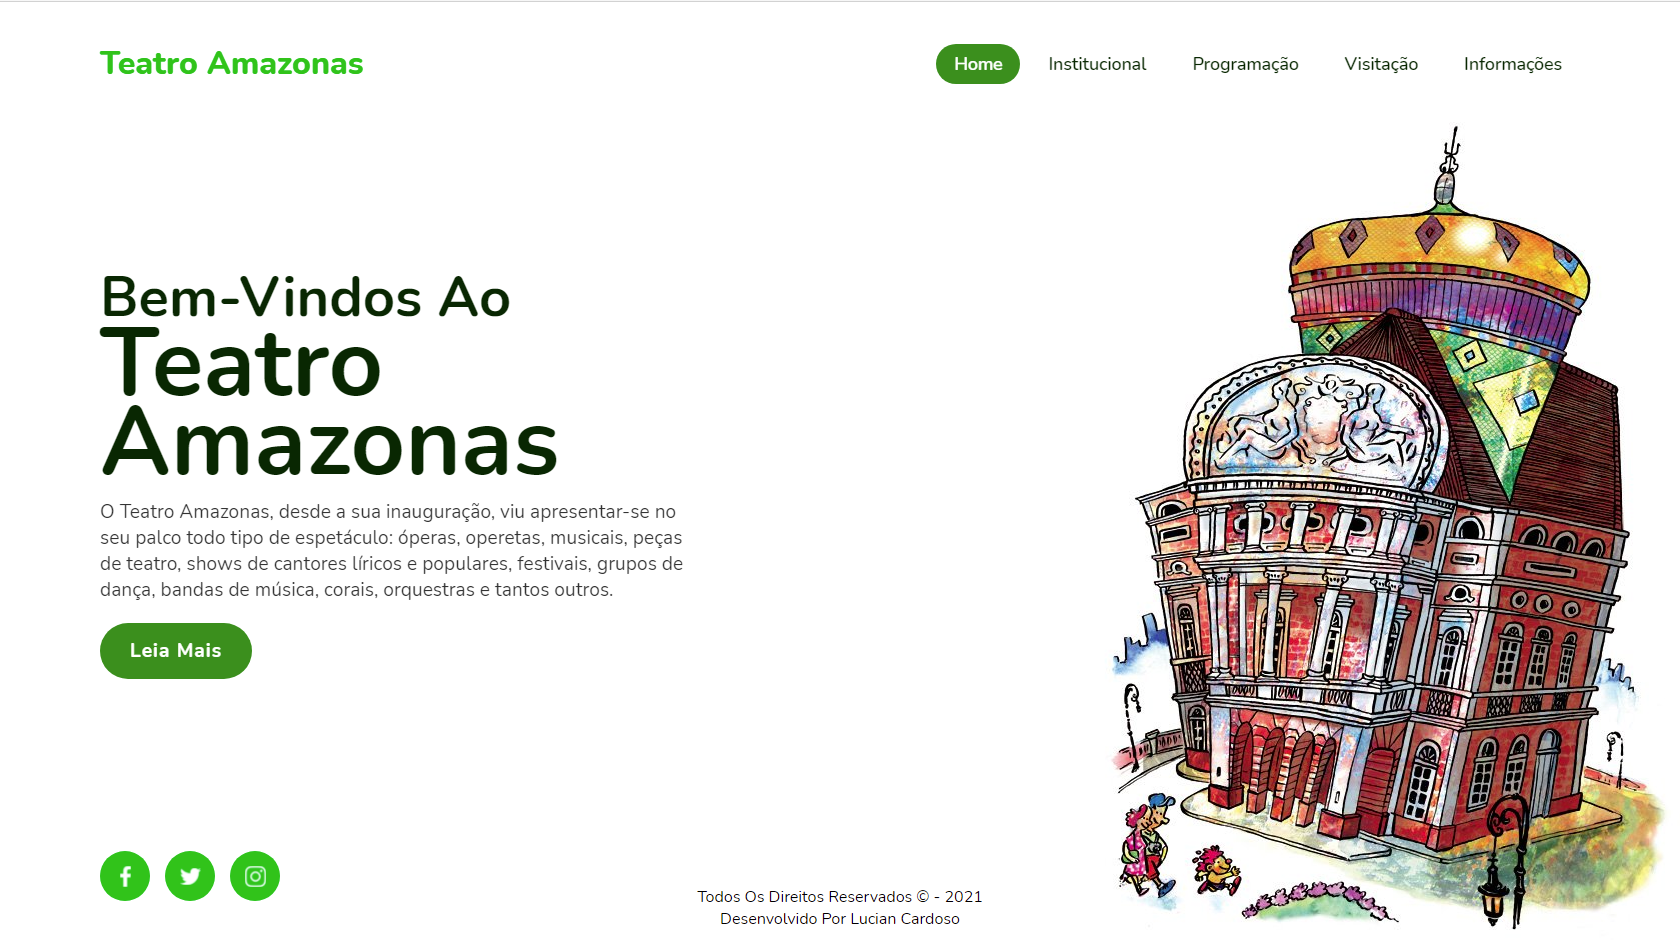 Teatro Amazonas
Home
Institucional
Programação
Visitação
Informações
Bem-Vindos Ao
Teatro
Amazonas
O Teatro Amazonas, desde a sua inauguração, viu apresentar-se no
seu palco todo tipo de espetáculo: óperas, operetas, musicais, peças
de teatro, shows de cantores líricos e populares, festivais, grupos de
dança, bandas de música, corais, orquestras e tantos outros.
Leia Mais
Todos Os Direitos Reservados © - 2021
Desenvolvido Por Lucian Cardoso